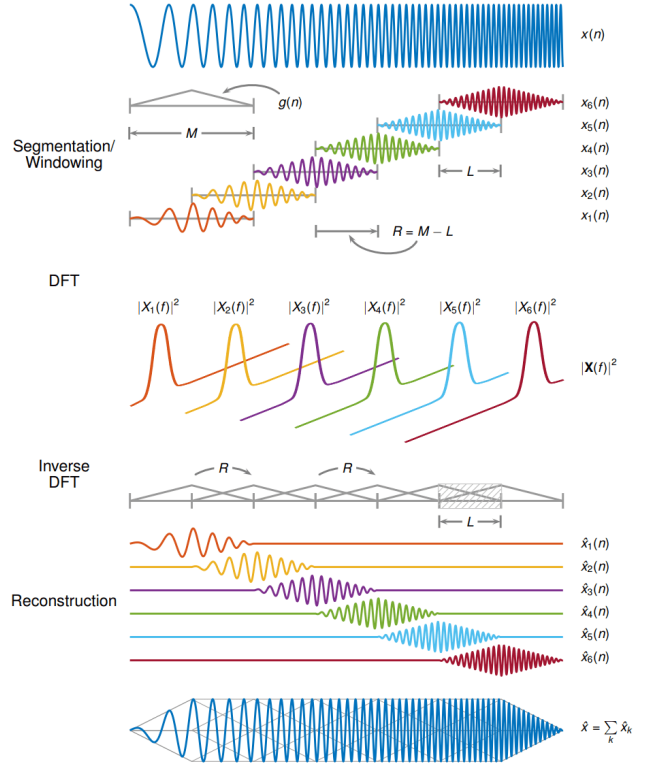 x(n)
g(n)
M
Segmentation/
Windowing
x₆(n)
x₅(n)
x₄(n)
L
x₃(n)
x₂(n)
x₁(n)
R = M − L
DFT
|X₁(f)|² |X₂(f)|² |X₃(f)|² |X₄(f)|² |X₅(f)|² |X₆(f)|²
|𝐗(f)|²
Inverse
DFT
R R
L
x̂₁(n)
x̂₂(n)
x̂₃(n)
Reconstruction
x̂₄(n)
x̂₅(n)
x̂₆(n)
x̂ = ∑ x̂ₖ
k